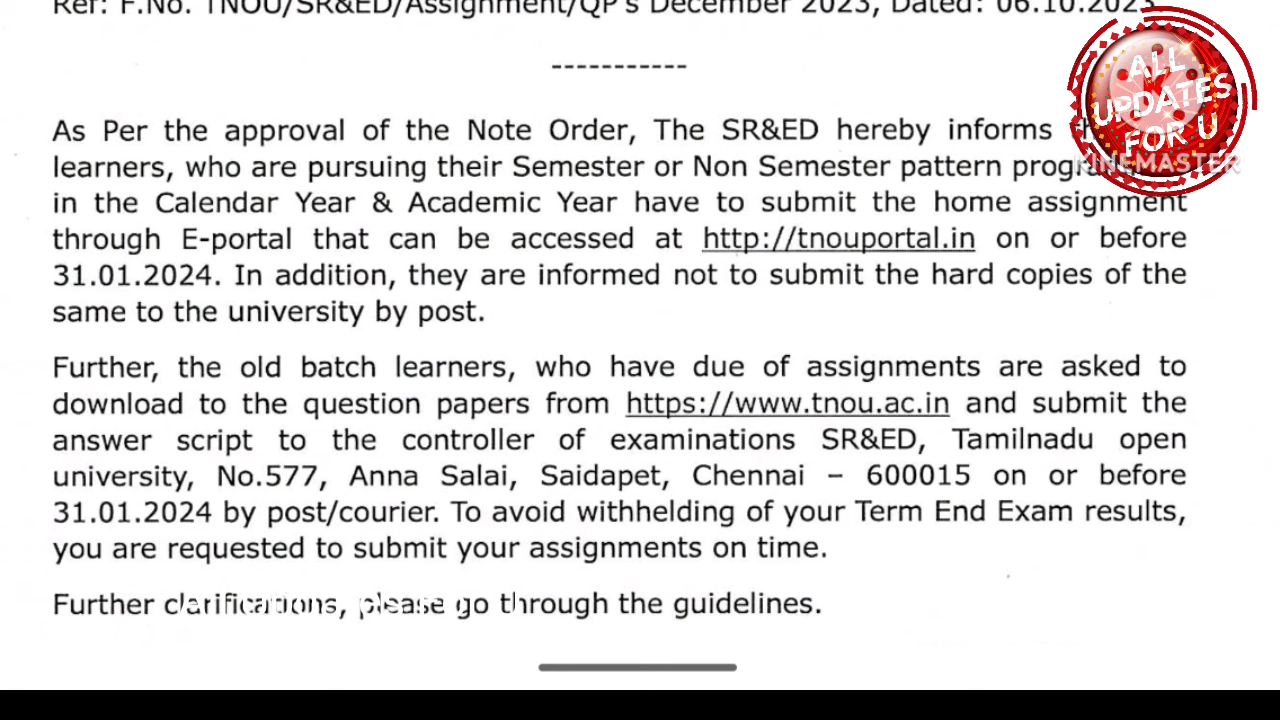 Ref: F.No. TNOU/SR&ED/Assignment/QP's December 2023, Dated: 06.10.2023
-----------
As Per the approval of the Note Order, The SR&ED hereby informs
learners, who are pursuing their Semester or Non Semester pattern
in the Calendar Year & Academic Year have to submit the home assignment
through E-portal that can be accessed at http://tnouportal.in on or before
31.01.2024. In addition, they are informed not to submit the hard copies of the
same to the university by post.
Further, the old batch learners, who have due of assignments are asked to
download to the question papers from https://www.tnou.ac.in and submit the
answer script to the controller of examinations SR&ED, Tamilnadu open
university, No.577, Anna Salai, Saidapet, Chennai – 600015 on or before
31.01.2024 by post/courier. To avoid withhelding of your Term End Exam results,
you are requested to submit your assignments on time.
Further clarifications, please go through the guidelines.
ALL
UPDATES
FOR U
KINEMASTER